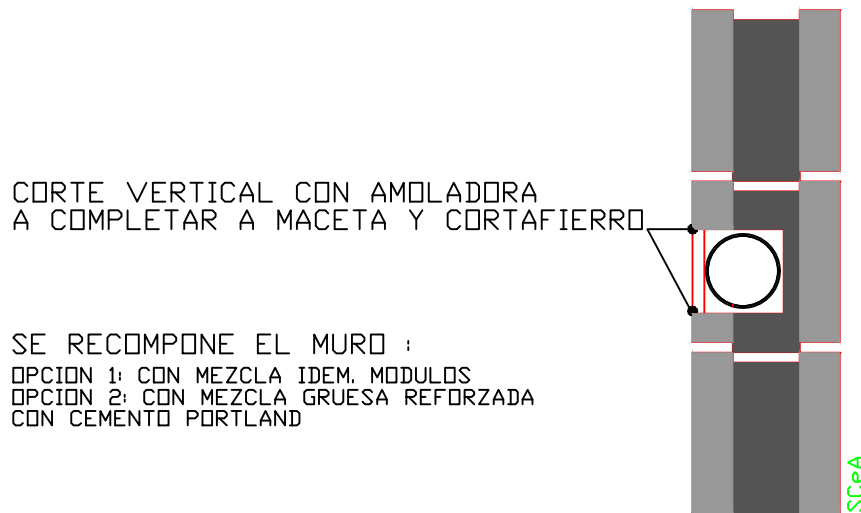 CORTE VERTICAL CON AMOLADORA
A COMPLETAR A MACETA Y CORTAFIERRO
SE RECOMPONE EL MURO :
OPCION 1: CON MEZCLA IDEM. MODULOS
OPCION 2: CON MEZCLA GRUESA REFORZADA
CON CEMENTO PORTLAND
SCeA